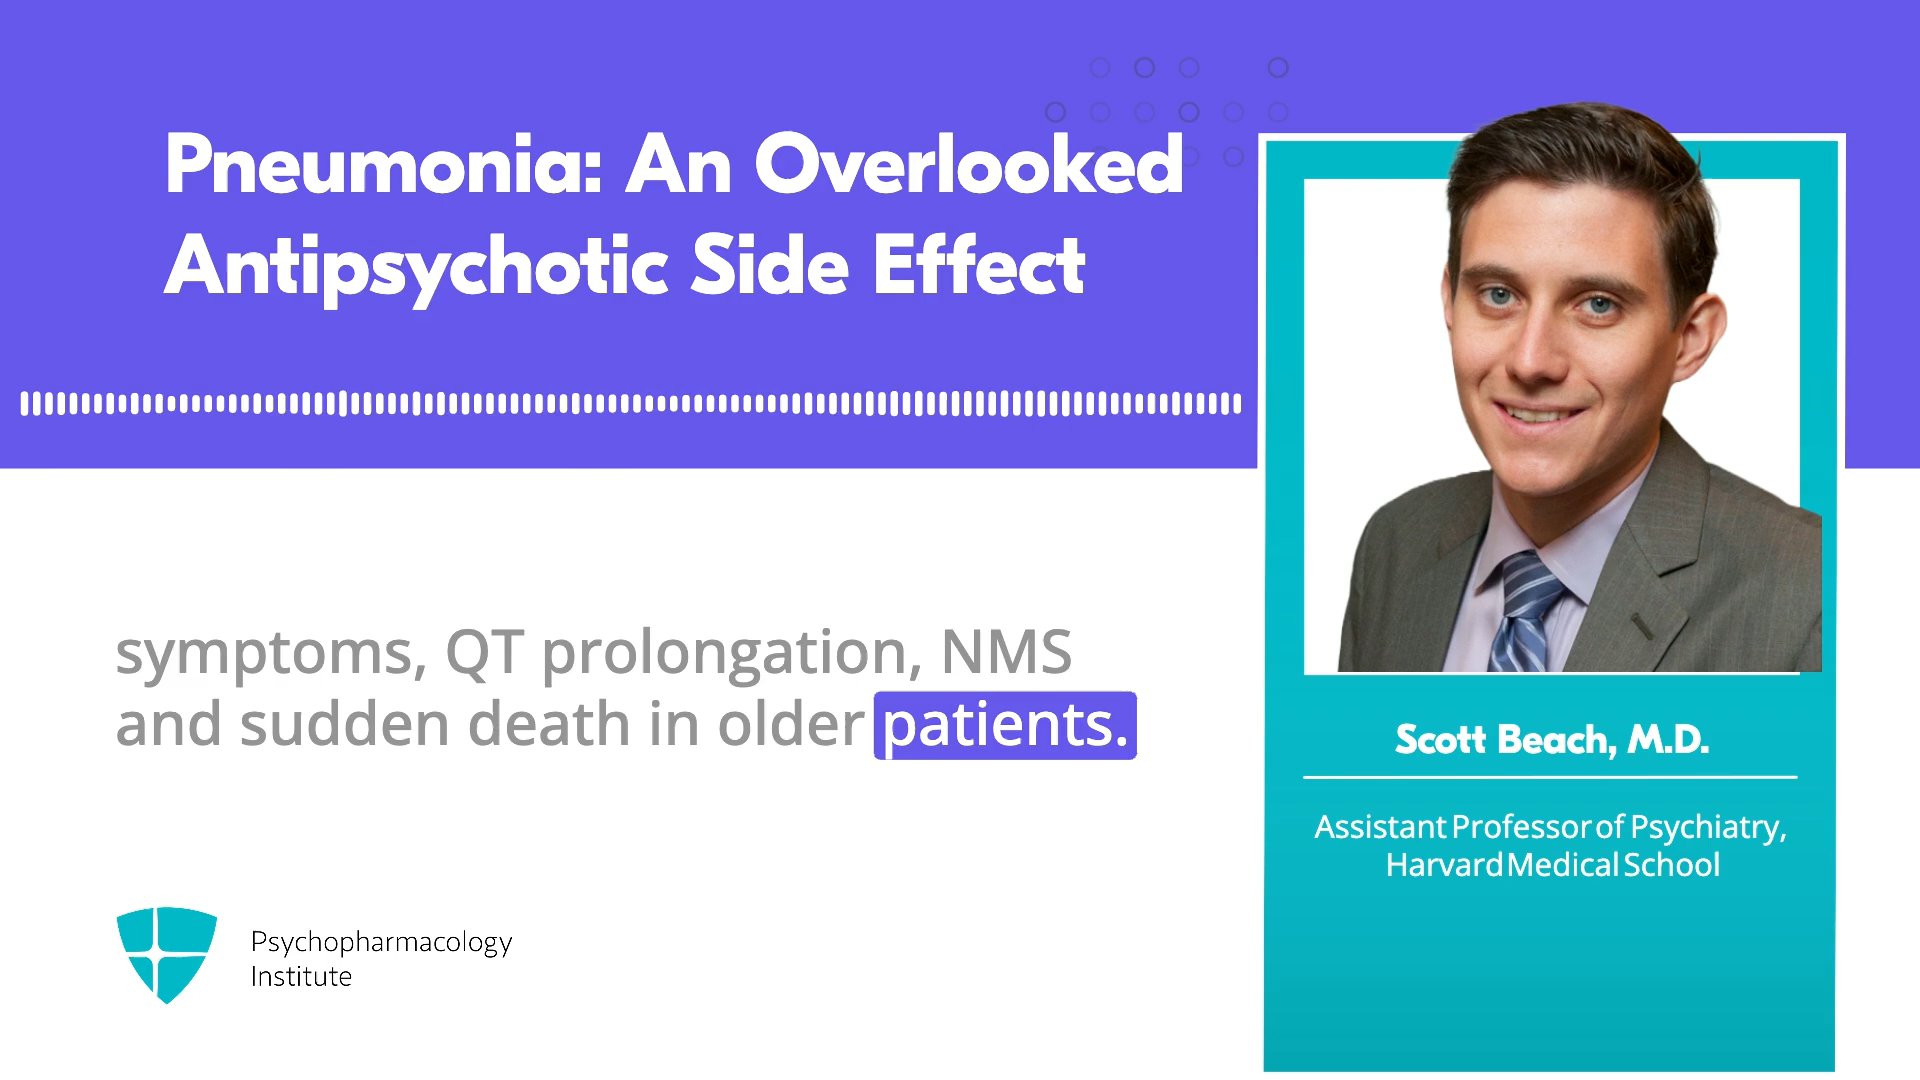 Pneumonia: An Overlooked
Antipsychotic Side Effect
symptoms, QT prolongation, NMS
and sudden death in older patients.
Psychopharmacology
Institute
Scott Beach, M.D.
Assistant Professor of Psychiatry,
Harvard Medical School